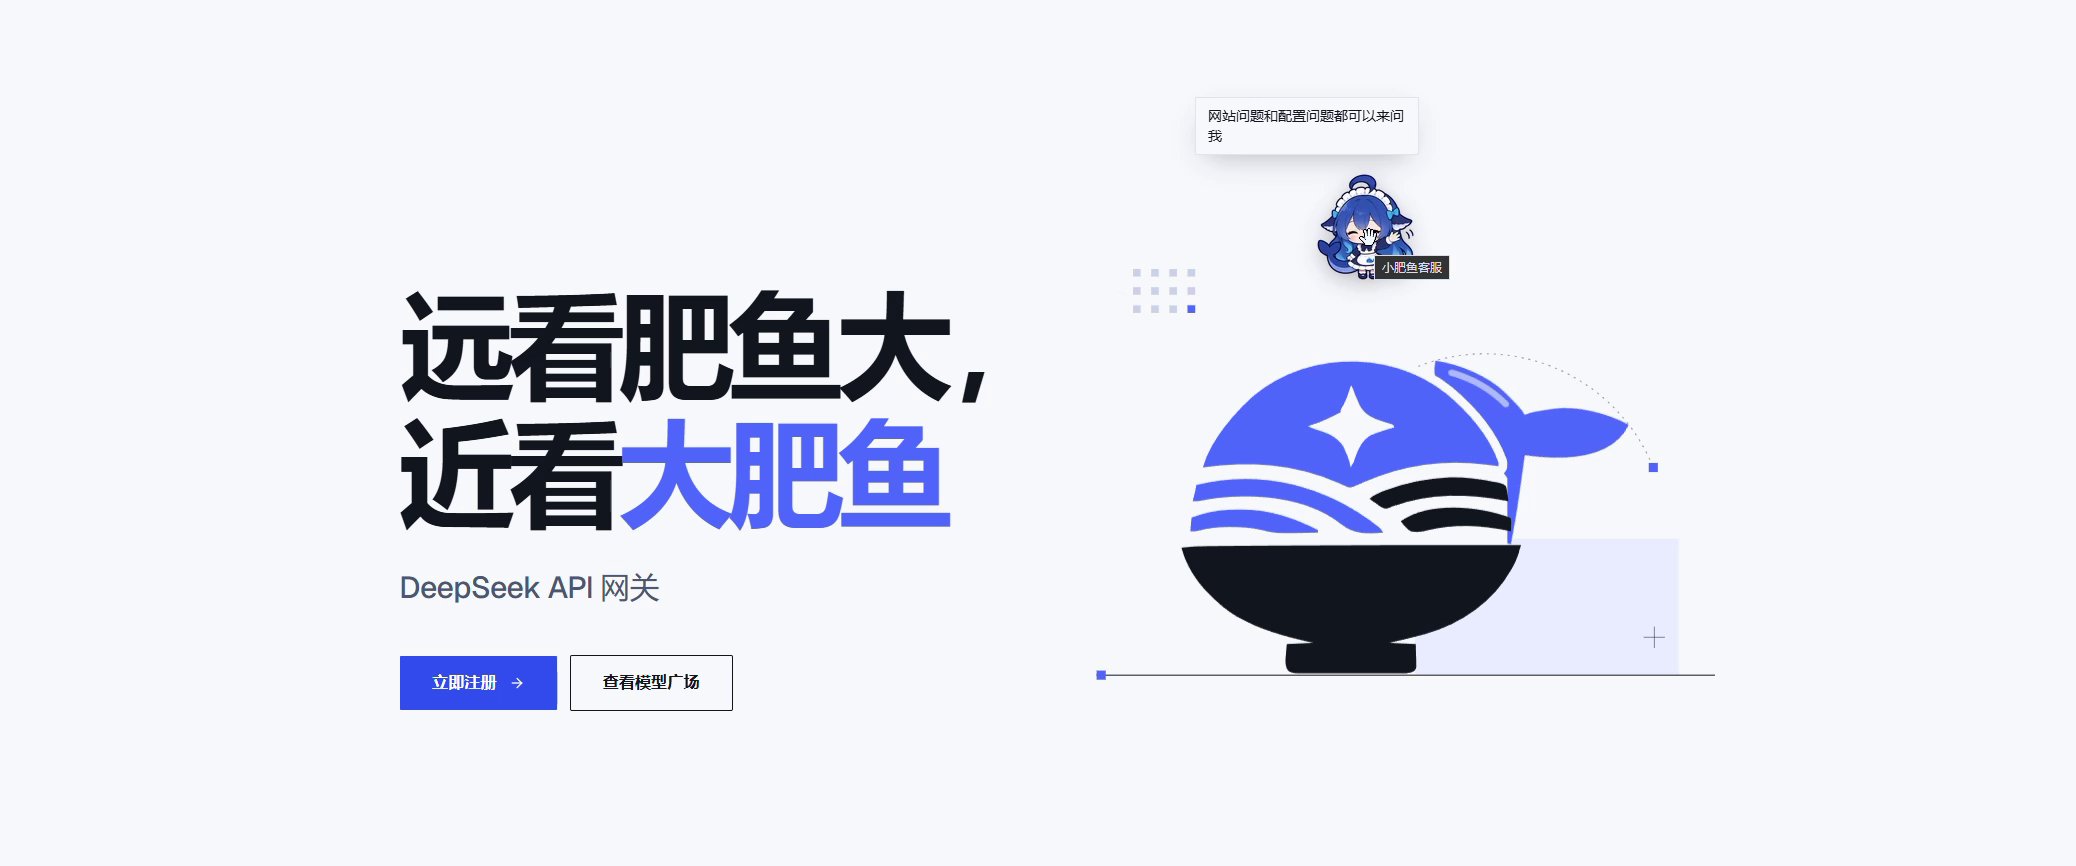 网站问题和配置问题都可以来问
我
小肥鱼客服
远看肥鱼大,
近看大肥鱼
DeepSeek API 网关
立即注册 →
查看模型广场